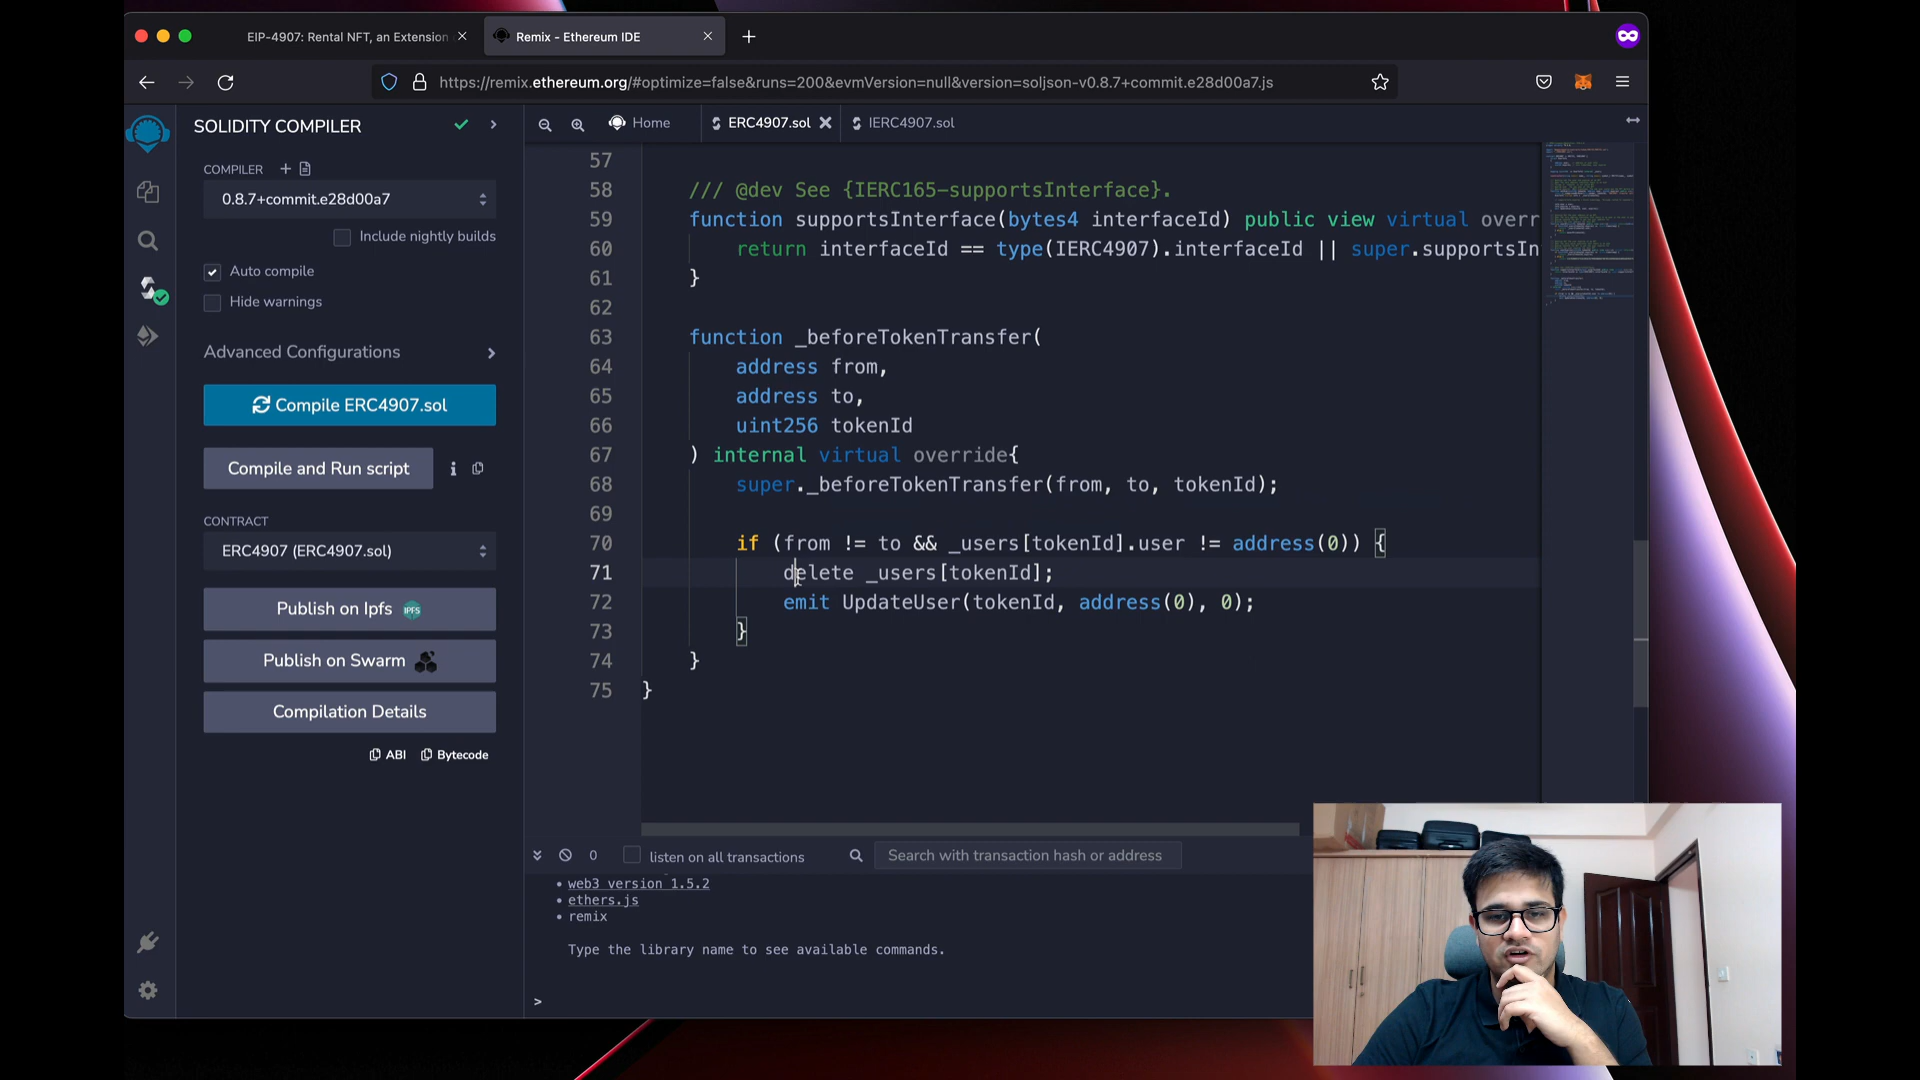 EIP-4907: Rental NFT, an Extension
Remix - Ethereum IDE
https://remix.ethereum.org/#optimize=false&runs=200&evmVersion=null&version=soljson-v0.8.7+commit.e28d00a7.js
SOLIDITY COMPILER
COMPILER
0.8.7+commit.e28d00a7
Include nightly builds
Auto compile
Hide warnings
Advanced Configurations
Compile ERC4907.sol
Compile and Run script
CONTRACT
ERC4907 (ERC4907.sol)
Publish on Ipfs IPFS
Publish on Swarm
Compilation Details
ABI Bytecode
Home ERC4907.sol IERC4907.sol
57
58 /// @dev See {IERC165-supportsInterface}.
59 function supportsInterface(bytes4 interfaceId) public view virtual overr
60 return interfaceId == type(IERC4907).interfaceId || super.supportsIn
61 }
62
63 function _beforeTokenTransfer(
64 address from,
65 address to,
66 uint256 tokenId
67 ) internal virtual override{
68 super._beforeTokenTransfer(from, to, tokenId);
69
70 if (from != to && _users[tokenId].user != address(0)) {
71 delete _users[tokenId];
72 emit UpdateUser(tokenId, address(0), 0);
73 }
74 }
75 }
0 listen on all transactions Search with transaction hash or address
• web3 version 1.5.2
• ethers.js
• remix
Type the library name to see available commands.
>